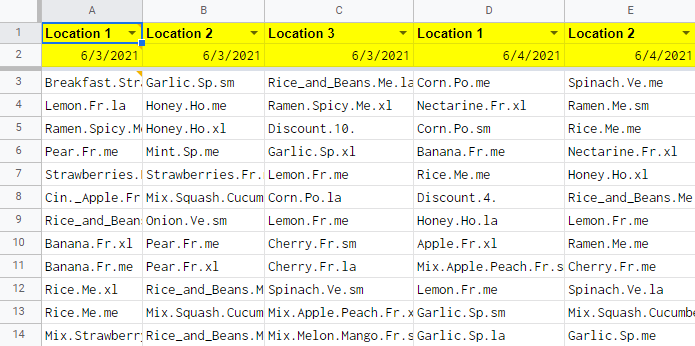 A B C D E
1 Location 1 Location 2 Location 3 Location 1 Location 2
2 6/3/2021 6/3/2021 6/3/2021 6/4/2021 6/4/2021
3 Breakfast.Stra Garlic.Sp.sm Rice_and_Beans.Me.la Corn.Po.me Spinach.Ve.me
4 Lemon.Fr.la Honey.Ho.me Ramen.Spicy.Me.xl Nectarine.Fr.xl Ramen.Me.sm
5 Ramen.Spicy.Me Honey.Ho.xl Discount.10. Corn.Po.sm Rice.Me.me
6 Pear.Fr.me Mint.Sp.me Garlic.Sp.xl Banana.Fr.me Nectarine.Fr.xl
7 Strawberries.F Strawberries.Fr. Lemon.Fr.me Rice.Me.me Honey.Ho.xl
8 Cin._Apple.Fr Mix.Squash.Cucum Corn.Po.la Discount.4. Rice_and_Beans.Me
9 Rice_and_Bean Onion.Ve.sm Lemon.Fr.me Honey.Ho.la Lemon.Fr.me
10 Banana.Fr.xl Pear.Fr.me Cherry.Fr.sm Apple.Fr.xl Ramen.Me.me
11 Banana.Fr.me Pear.Fr.xl Cherry.Fr.la Mix.Apple.Peach.Fr.s Cherry.Fr.me
12 Rice.Me.xl Rice_and_Beans.M Spinach.Ve.sm Lemon.Fr.me Spinach.Ve.la
13 Rice.Me.me Mix.Squash.Cucum Mix.Apple.Peach.Fr.x Garlic.Sp.sm Mix.Squash.Cucumbe
14 Mix.Strawberry Rice_and_Beans.M Mix.Melon.Mango.Fr.s Garlic.Sp.la Garlic.Sp.me